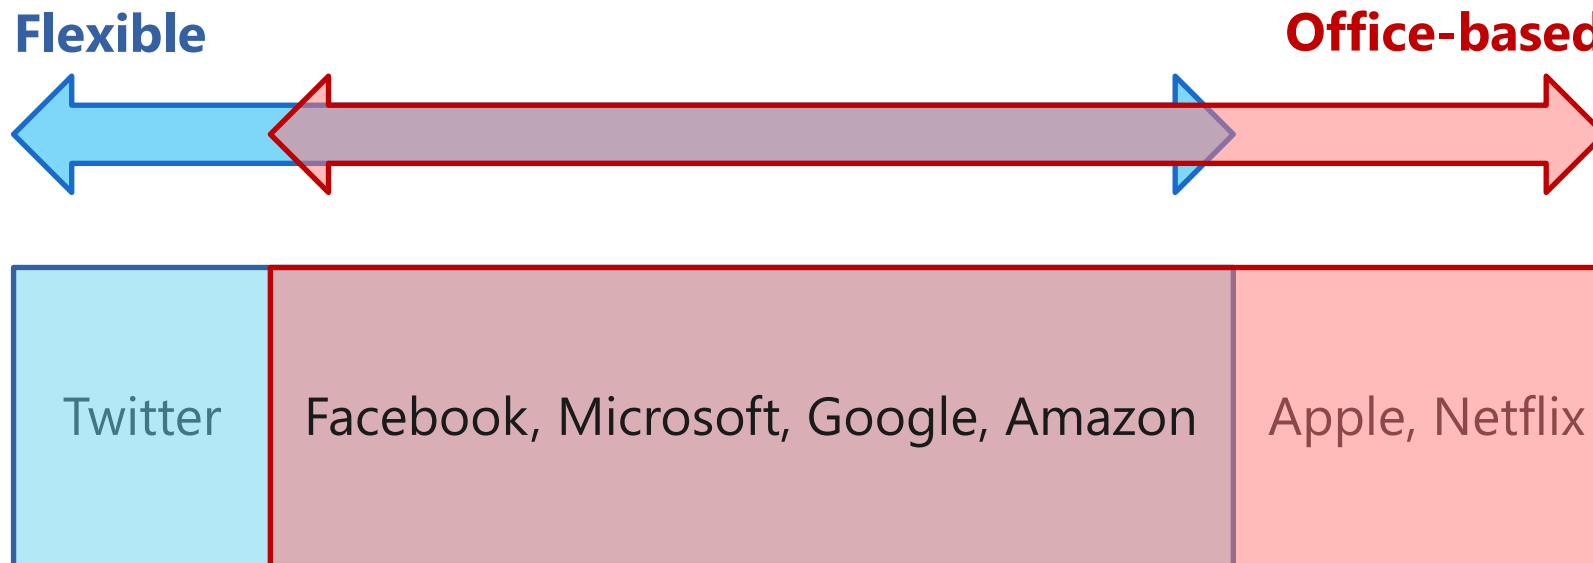 Flexible
Office-based
Twitter
Facebook, Microsoft, Google, Amazon
Apple, Netflix